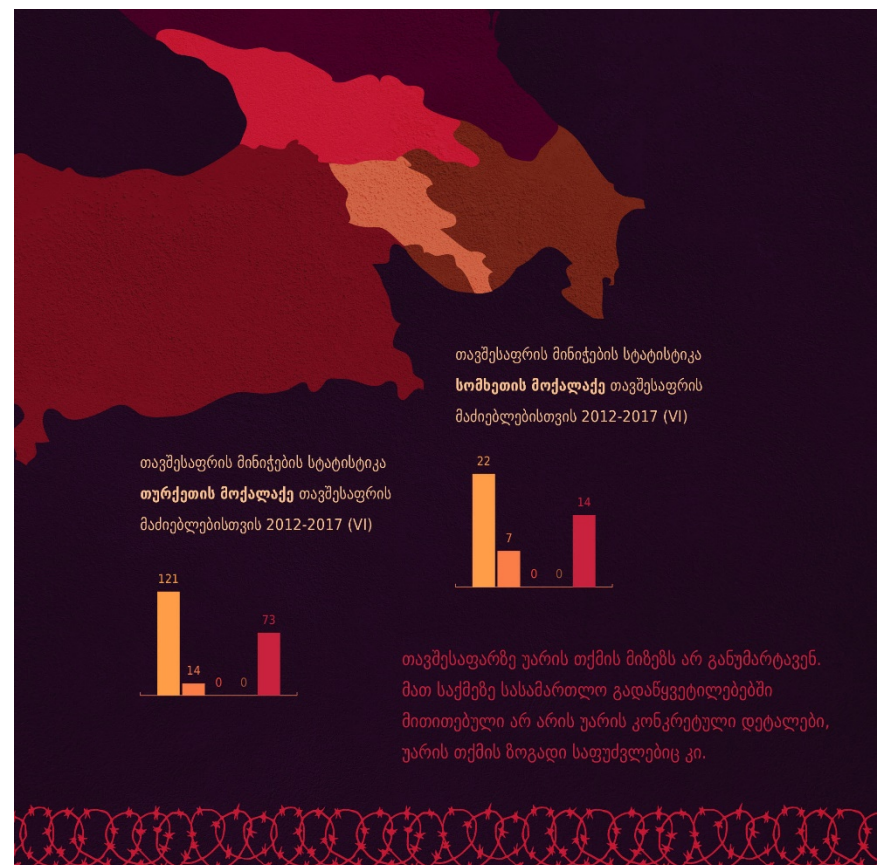 თავშესაფრის მინიჭების სტატისტიკა
სომხეთის მოქალაქე თავშესაფრის
მაძიებლებისთვის 2012-2017 (VI)
22
7
0
0
14
თავშესაფრის მინიჭების სტატისტიკა
თურქეთის მოქალაქე თავშესაფრის
მაძიებლებისთვის 2012-2017 (VI)
121
14
0
0
73
თავშესაფარზე უარის თქმის მიზეზს არ განუმარტავენ.
მათ საქმეზე სასამართლო გადაწყვეტილებებში
მითითებული არ არის უარის კონკრეტული დეტალები,
უარის თქმის ზოგადი საფუძვლებიც კი.